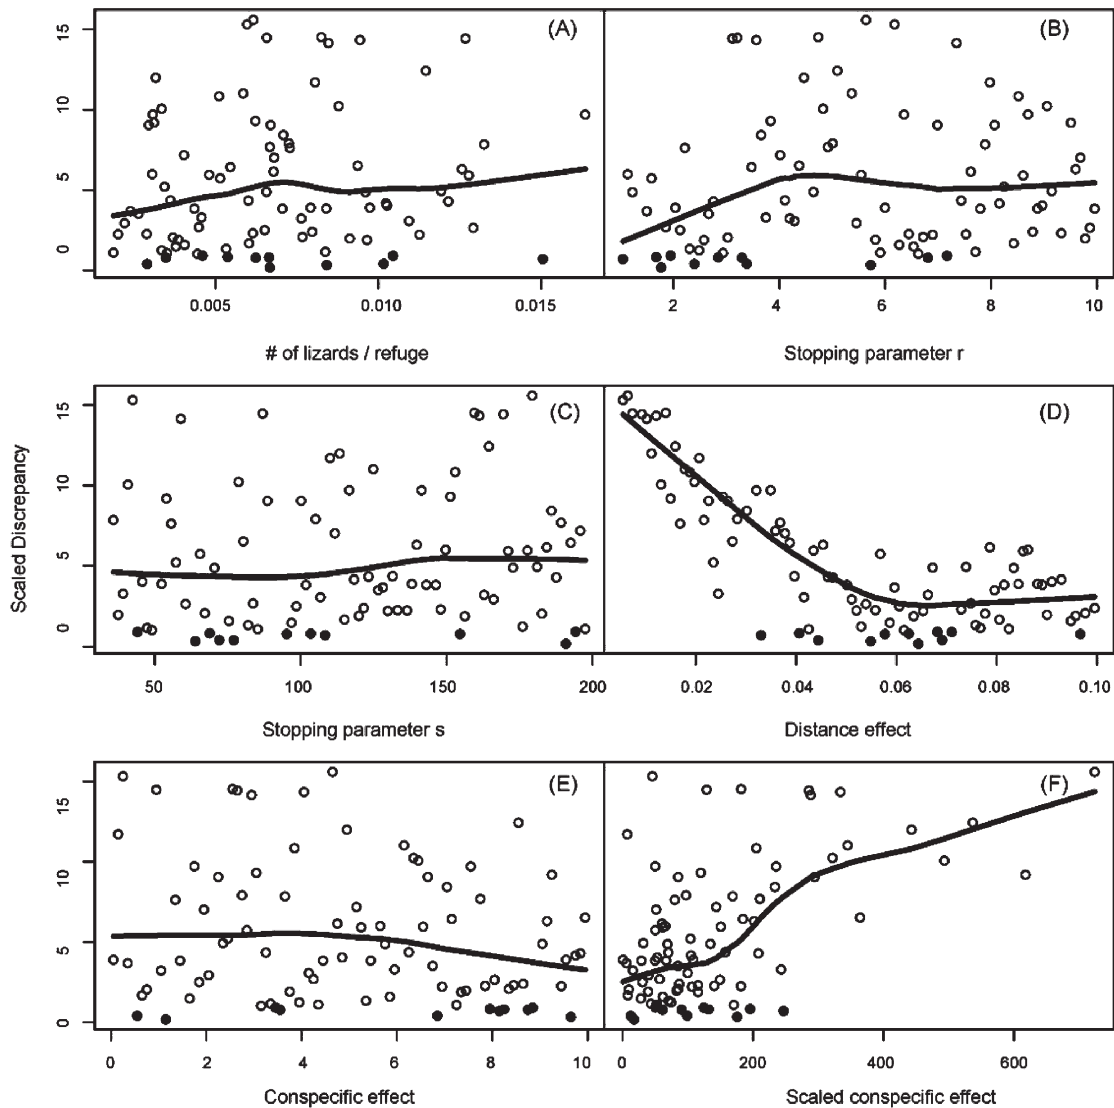 (A) (B)
15
10
5
0
0.005 0.010 0.015 2 4 6 8 10
# of lizards / refuge Stopping parameter r
(C) (D)
15
10
5
0
Scaled Discrepancy
50 100 150 200 0.02 0.04 0.06 0.08 0.10
Stopping parameter s Distance effect
(E) (F)
15
10
5
0
0 2 4 6 8 10 0 200 400 600
Conspecific effect Scaled conspecific effect